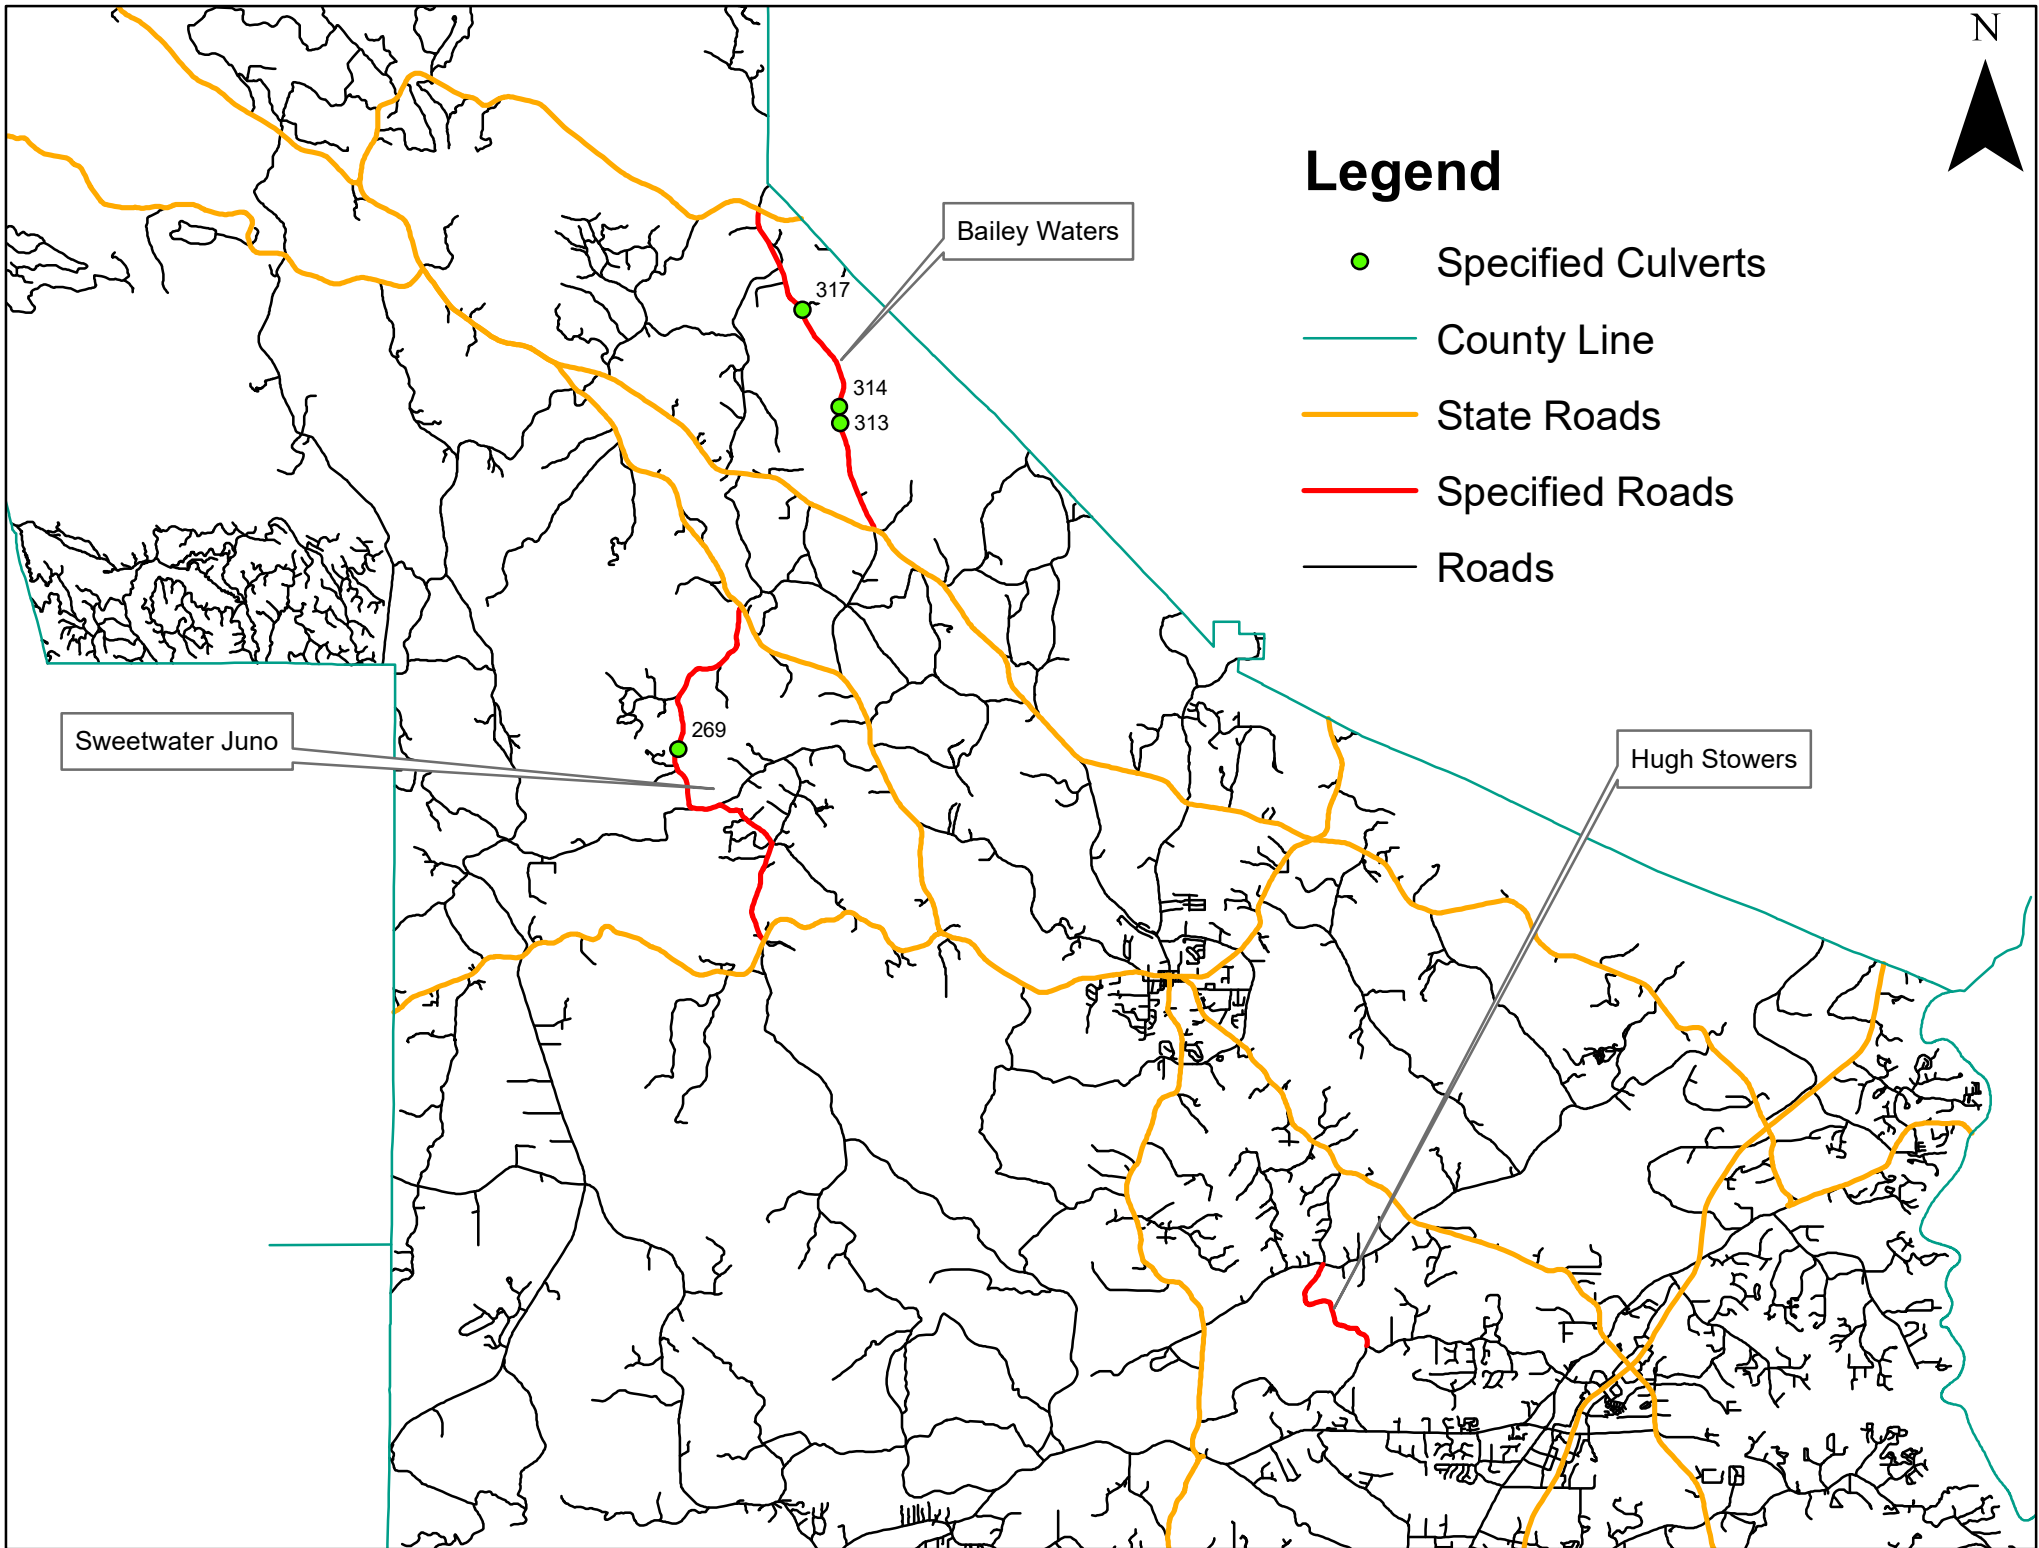 N
Legend
Specified Culverts
County Line
State Roads
Specified Roads
Roads
Bailey Waters
317
314
313
269
Sweetwater Juno
Hugh Stowers